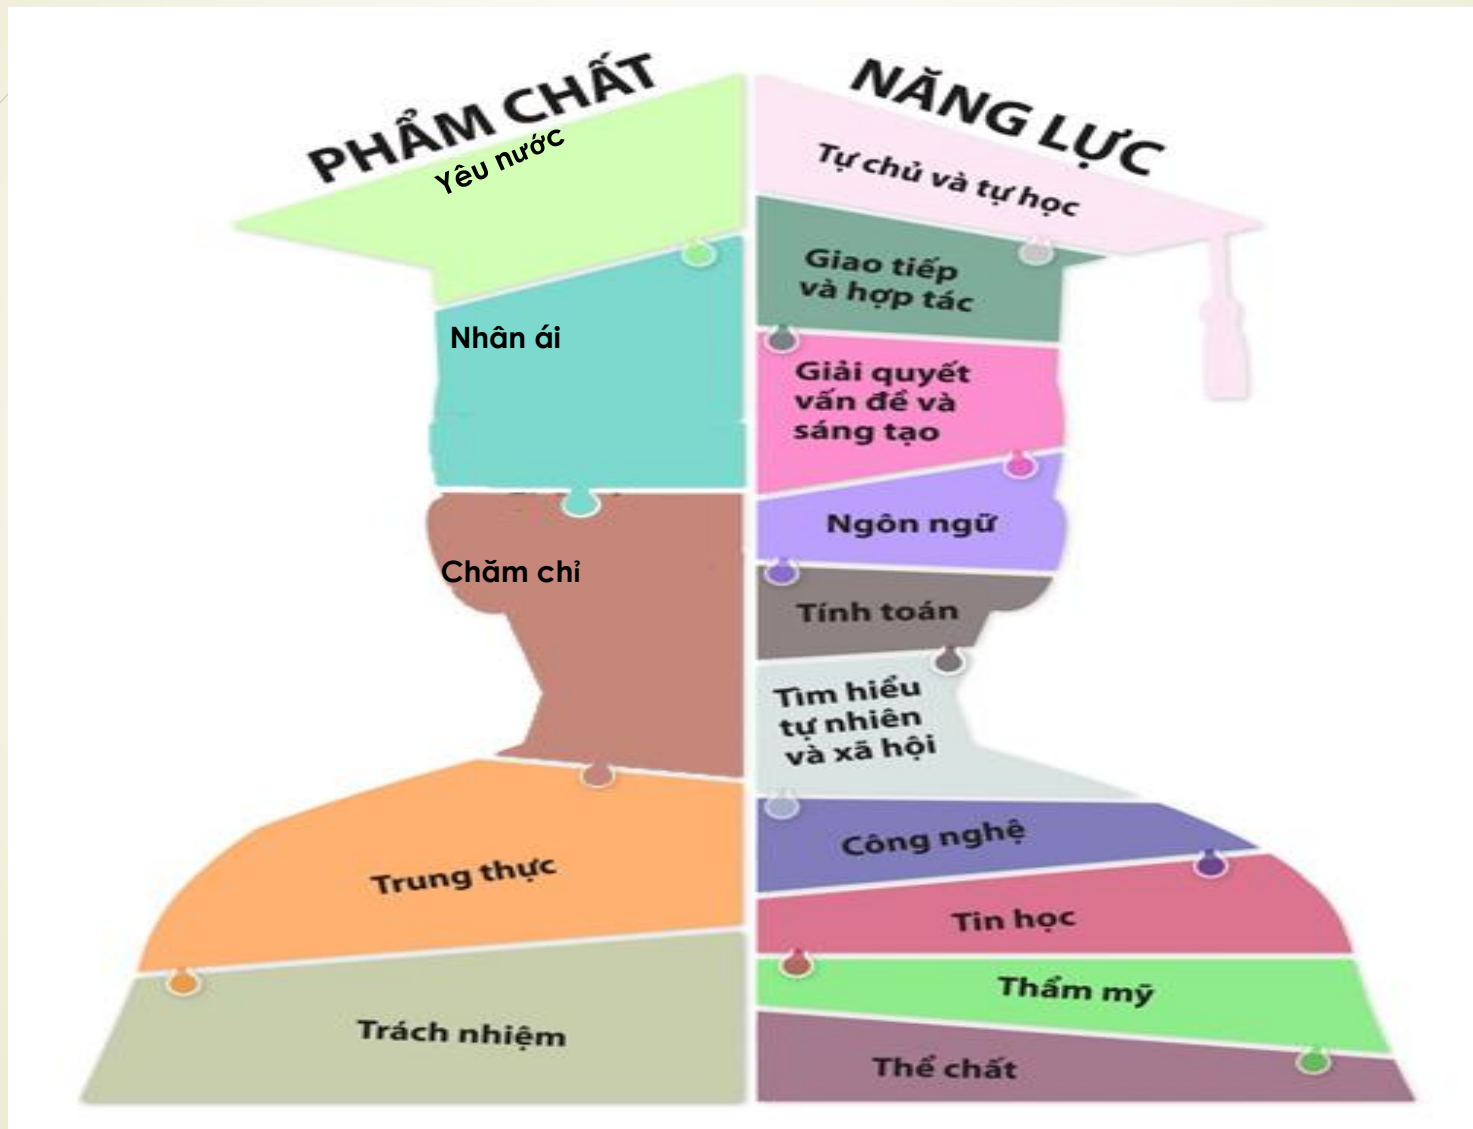 PHẨM CHẤT
Yêu nước
Nhân ái
Chăm chỉ
Trung thực
Trách nhiệm
NĂNG LỰC
Tự chủ và tự học
Giao tiếp
và hợp tác
Giải quyết
vấn đề và
sáng tạo
Ngôn ngữ
Tính toán
Tìm hiểu
tự nhiên
và xã hội
Công nghệ
Tin học
Thẩm mỹ
Thể chất